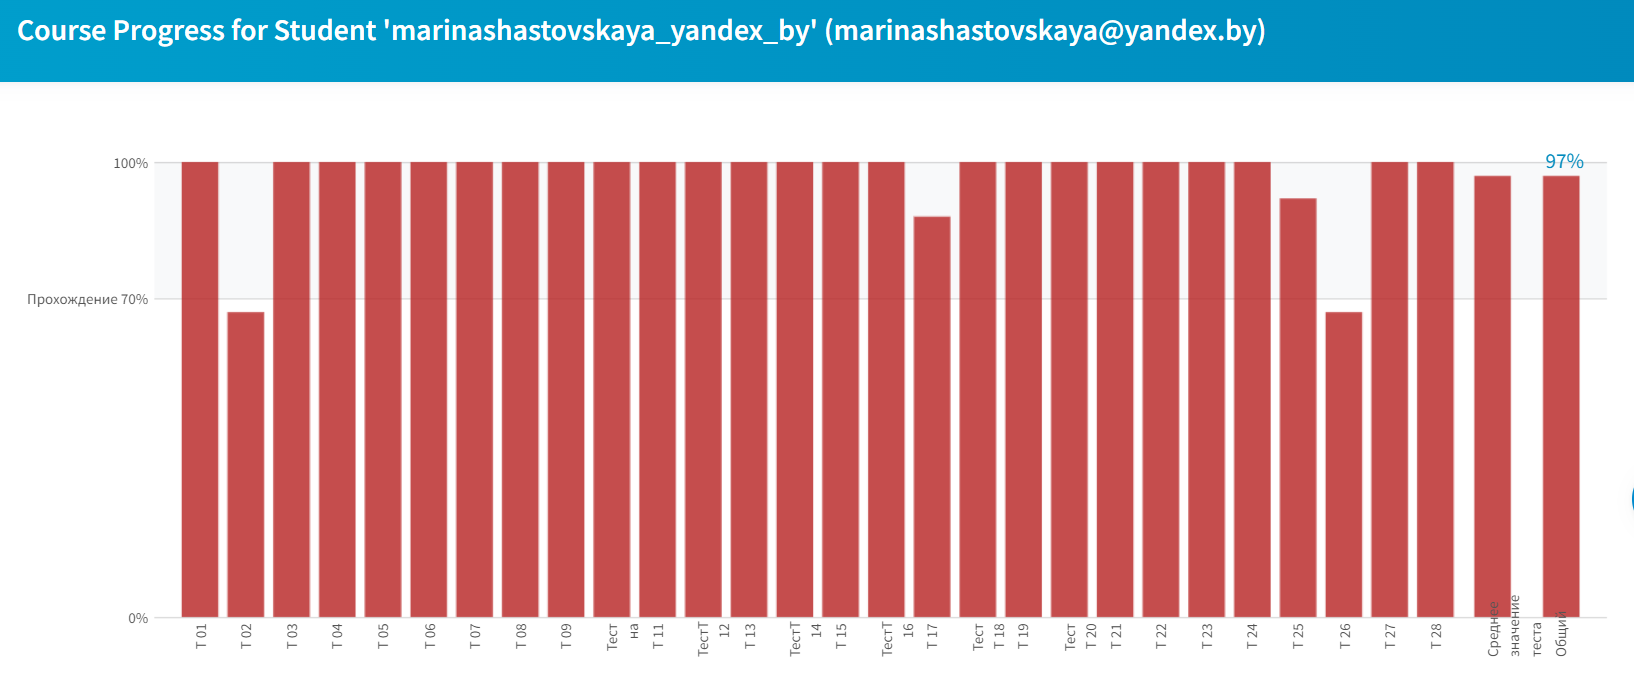 Course Progress for Student 'marinashastovskaya_yandex_by' (marinashastovskaya@yandex.by)
97%
100%
Прохождение 70%
0%
Т 01
Т 02
Т 03
Т 04
Т 05
Т 06
Т 07
Т 08
Т 09
Тест
на
Т 11
ТестТ
12
Т 13
ТестТ
14
Т 15
ТестТ
16
Т 17
Тест
Т 18
Т 19
Тест
Т 20
Т 21
Т 22
Т 23
Т 24
Т 25
Т 26
Т 27
Т 28
Среднее
значение
теста
Общий